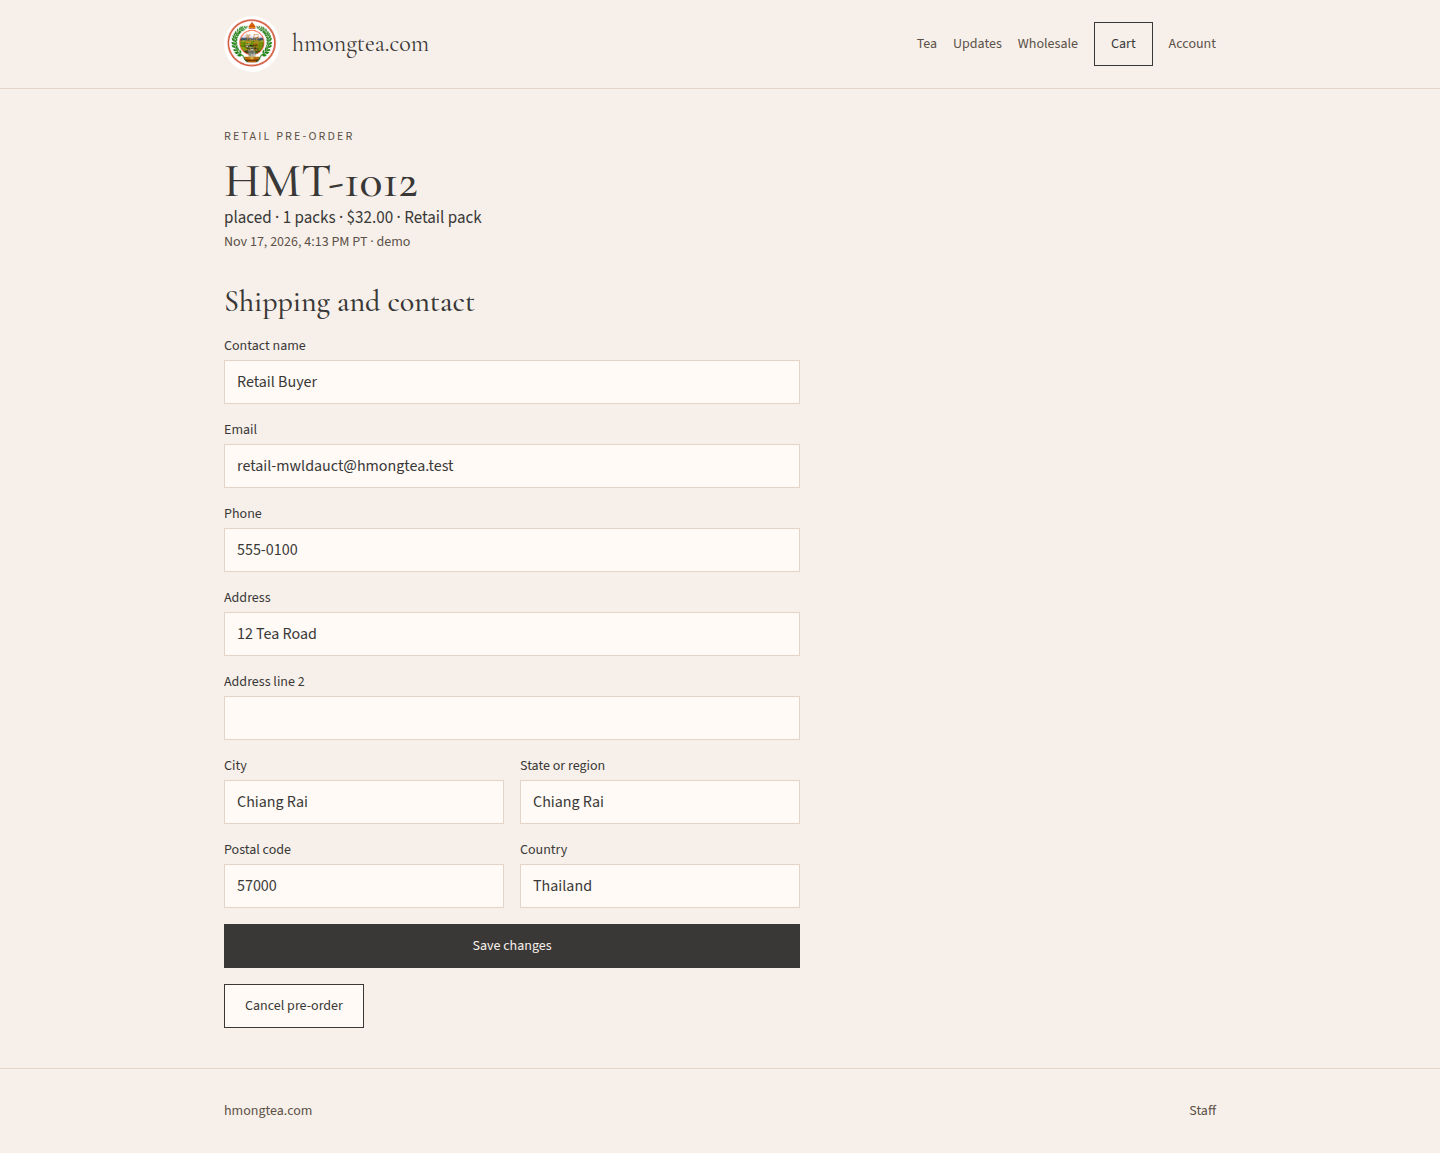 hmongtea.com
Tea Updates Wholesale Cart Account
RETAIL PRE-ORDER
HMT-1012
placed · 1 packs · $32.00 · Retail pack
Nov 17, 2026, 4:13 PM PT · demo
Shipping and contact
Contact name
Retail Buyer
Email
retail-mwldauct@hmongtea.test
Phone
555-0100
Address
12 Tea Road
Address line 2
City State or region
Chiang Rai Chiang Rai
Postal code Country
57000 Thailand
Save changes
Cancel pre-order
hmongtea.com Staff